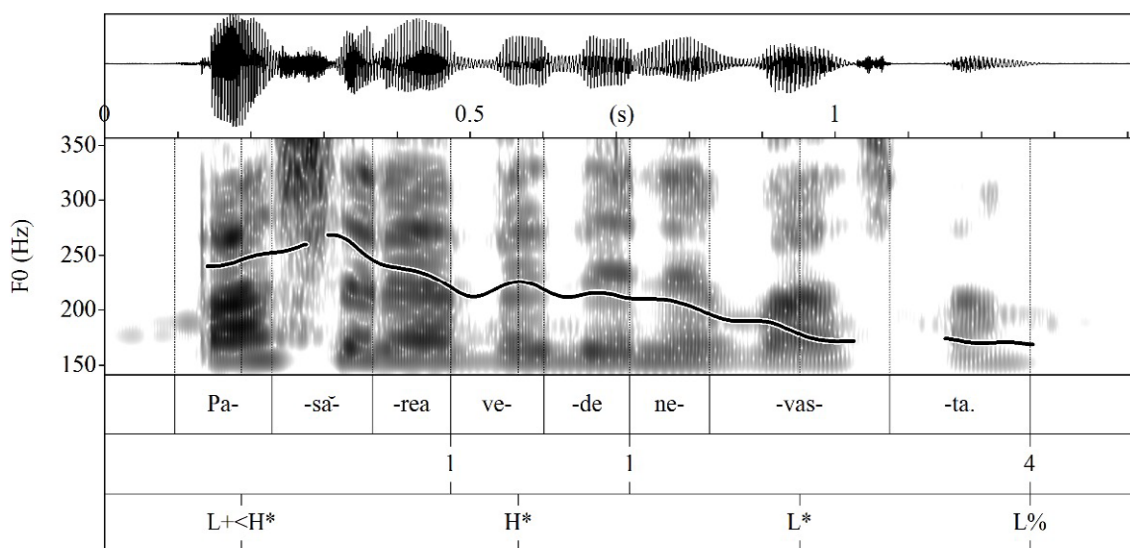 0 0.5 (s) 1
350
300
250
200
150
F0 (Hz)
Pa- -să- -rea ve- -de ne- -vas- -ta.
1 1 4
L+<H* H* L* L%